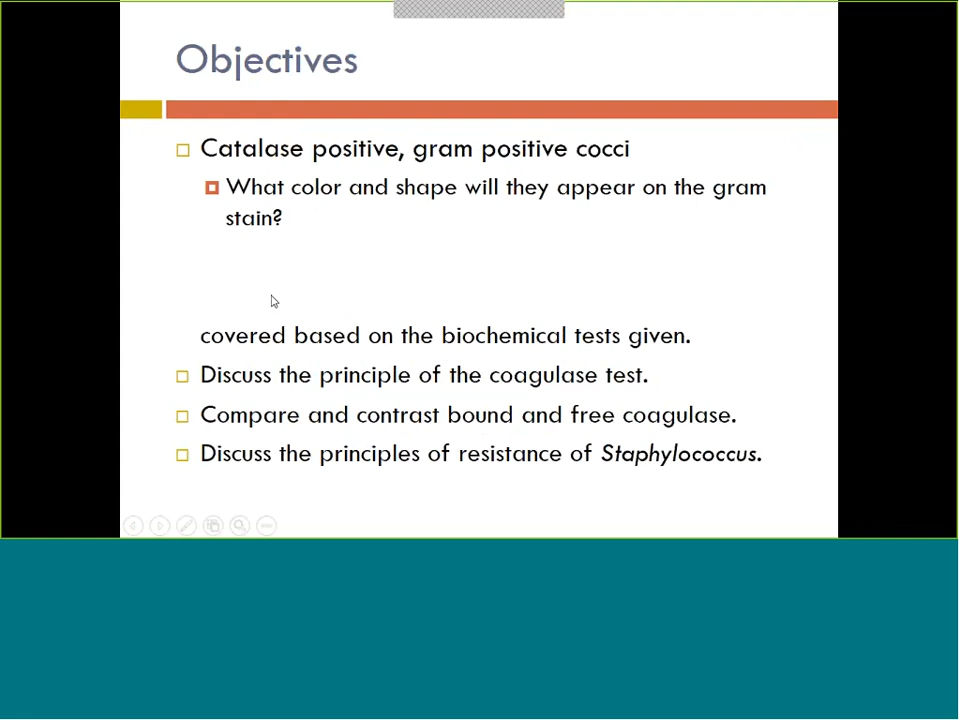 Objectives
Catalase positive, gram positive cocci
What color and shape will they appear on the gram
stain?
covered based on the biochemical tests given.
Discuss the principle of the coagulase test.
Compare and contrast bound and free coagulase.
Discuss the principles of resistance of Staphylococcus.